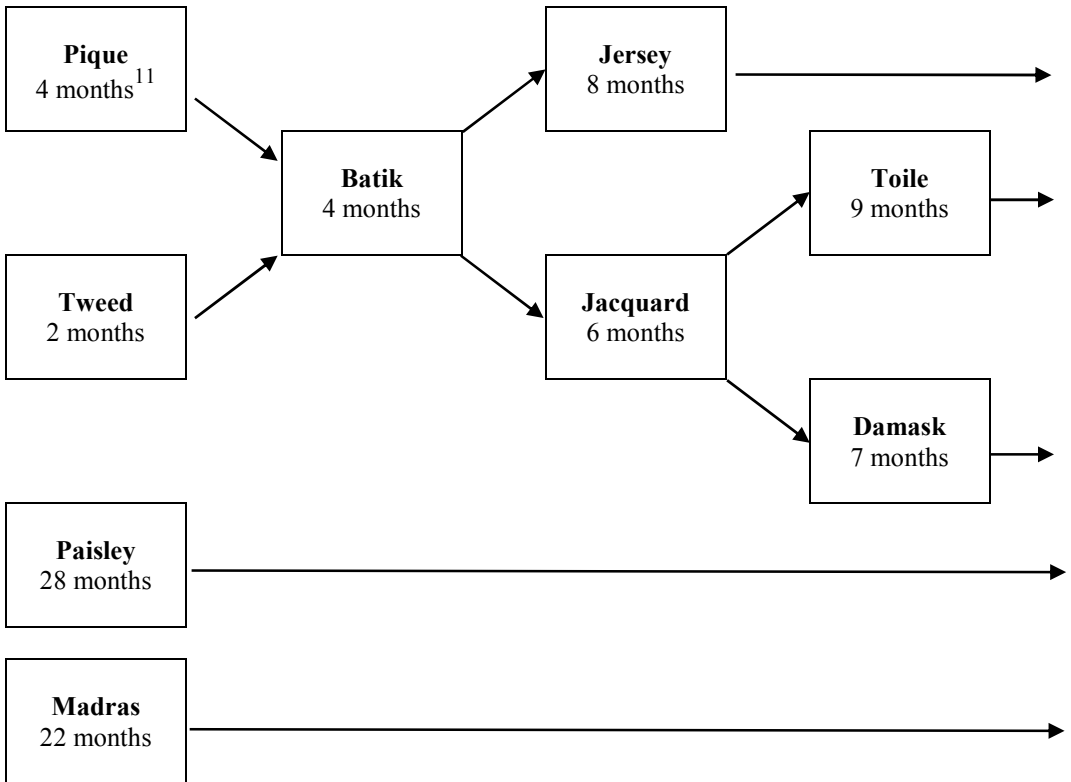 Pique
4 months11
Jersey
8 months
Batik
4 months
Toile
9 months
Tweed
2 months
Jacquard
6 months
Damask
7 months
Paisley
28 months
Madras
22 months